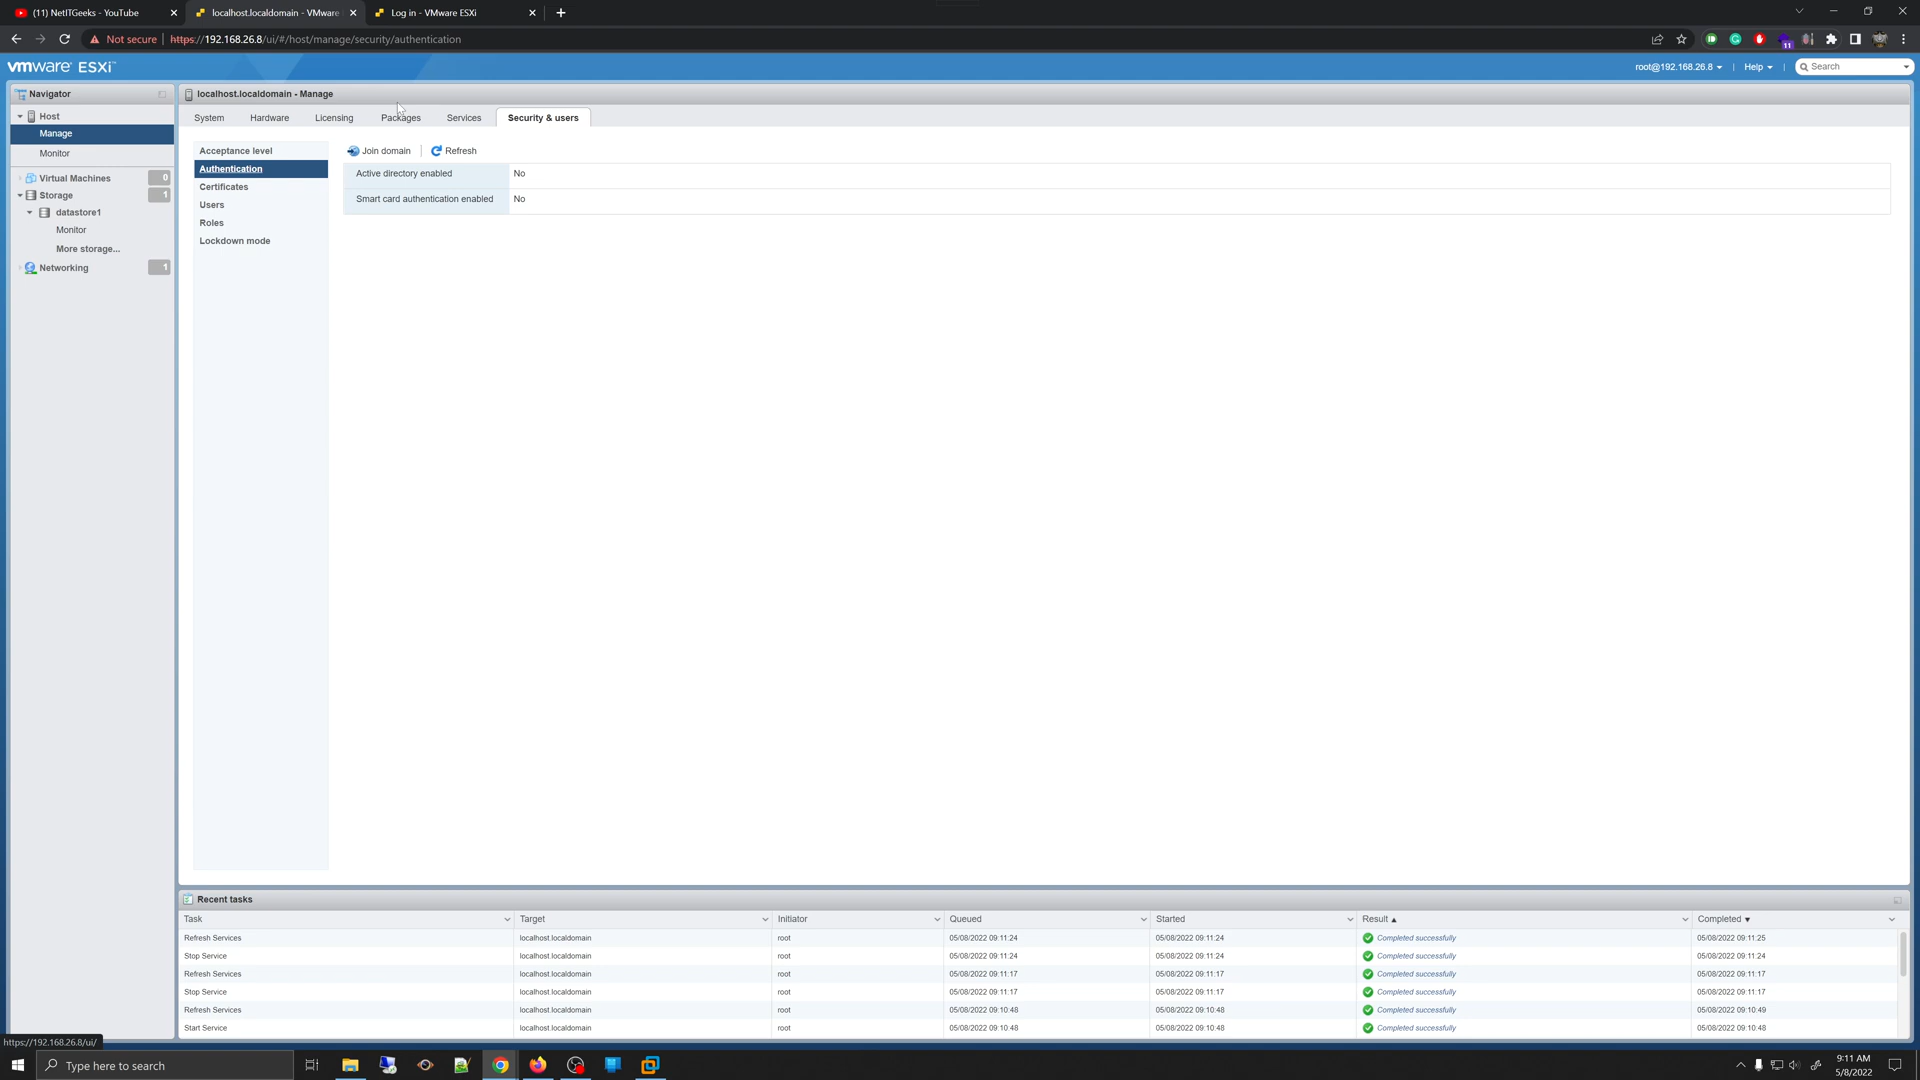 (11) NetITGeeks - YouTube
localhost.localdomain - VMware
Log in - VMware ESXi
Not secure
https://192.168.26.8/ui/#/host/manage/security/authentication
11
vmware ESXi
root@192.168.26.8
Help
Search
Navigator
localhost.localdomain - Manage
Host
Manage
Monitor
Virtual Machines 0
Storage 1
datastore1
Monitor
More storage...
Networking 1
System
Hardware
Licensing
Packages
Services
Security & users
Acceptance level
Authentication
Certificates
Users
Roles
Lockdown mode
Join domain
Refresh
Active directory enabled No
Smart card authentication enabled No
Recent tasks
Task Target Initiator Queued Started Result Completed
Refresh Services localhost.localdomain root 05/08/2022 09:11:24 05/08/2022 09:11:24 Completed successfully 05/08/2022 09:11:25
Stop Service localhost.localdomain root 05/08/2022 09:11:24 05/08/2022 09:11:24 Completed successfully 05/08/2022 09:11:24
Refresh Services localhost.localdomain root 05/08/2022 09:11:17 05/08/2022 09:11:17 Completed successfully 05/08/2022 09:11:17
Stop Service localhost.localdomain root 05/08/2022 09:11:17 05/08/2022 09:11:17 Completed successfully 05/08/2022 09:11:17
Refresh Services localhost.localdomain root 05/08/2022 09:10:48 05/08/2022 09:10:48 Completed successfully 05/08/2022 09:10:49
Start Service localhost.localdomain root 05/08/2022 09:10:48 05/08/2022 09:10:48 Completed successfully 05/08/2022 09:10:48
https://192.168.26.8/ui/
Type here to search
9:11 AM
5/8/2022